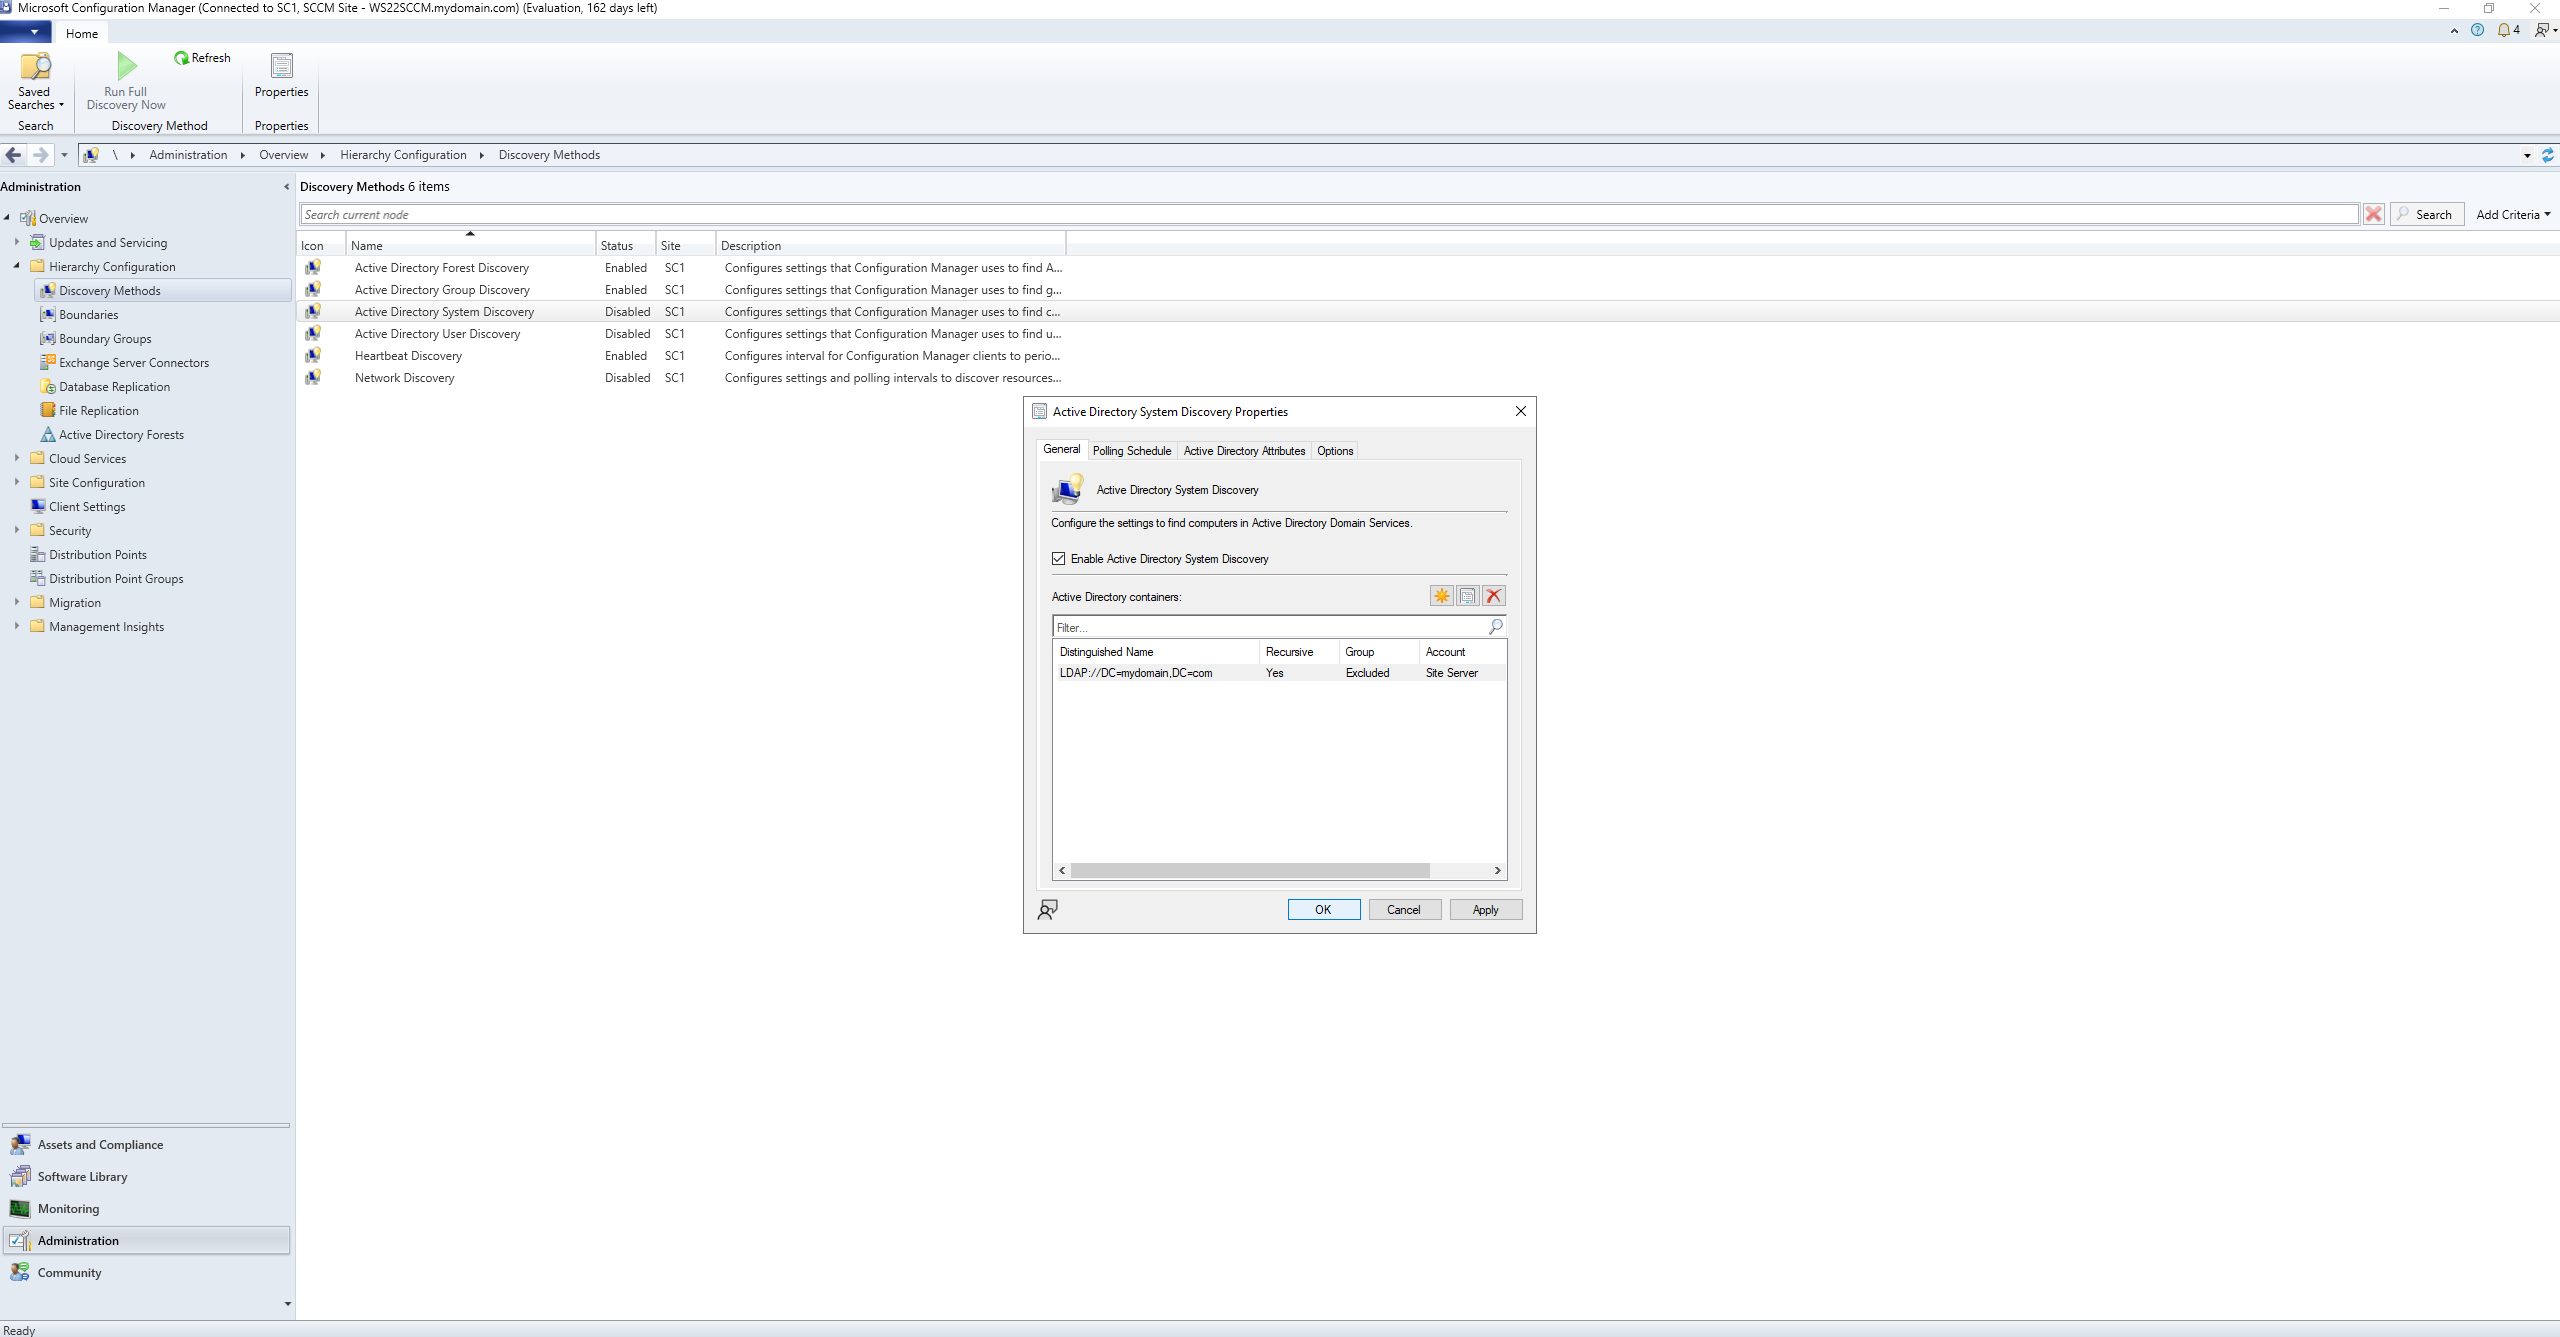 Microsoft Configuration Manager (Connected to SC1, SCCM Site - WS22SCCM.mydomain.com) (Evaluation, 162 days left)
Home
4
Saved Searches
Run Full Discovery Now
Refresh
Properties
Search
Discovery Method
Properties
\ Administration Overview Hierarchy Configuration Discovery Methods
Administration
Overview
Updates and Servicing
Hierarchy Configuration
Discovery Methods
Boundaries
Boundary Groups
Exchange Server Connectors
Database Replication
File Replication
Active Directory Forests
Cloud Services
Site Configuration
Client Settings
Security
Distribution Points
Distribution Point Groups
Migration
Management Insights
Assets and Compliance
Software Library
Monitoring
Administration
Community
Ready
Discovery Methods 6 items
Search current node
Search
Add Criteria
Icon Name Status Site Description
Active Directory Forest Discovery Enabled SC1 Configures settings that Configuration Manager uses to find A...
Active Directory Group Discovery Enabled SC1 Configures settings that Configuration Manager uses to find g...
Active Directory System Discovery Disabled SC1 Configures settings that Configuration Manager uses to find c...
Active Directory User Discovery Disabled SC1 Configures settings that Configuration Manager uses to find u...
Heartbeat Discovery Enabled SC1 Configures interval for Configuration Manager clients to perio...
Network Discovery Disabled SC1 Configures settings and polling intervals to discover resources...
Active Directory System Discovery Properties
General Polling Schedule Active Directory Attributes Options
Active Directory System Discovery
Configure the settings to find computers in Active Directory Domain Services.
Enable Active Directory System Discovery
Active Directory containers:
Filter...
Distinguished Name Recursive Group Account
LDAP://DC=mydomain,DC=com Yes Excluded Site Server
OK Cancel Apply